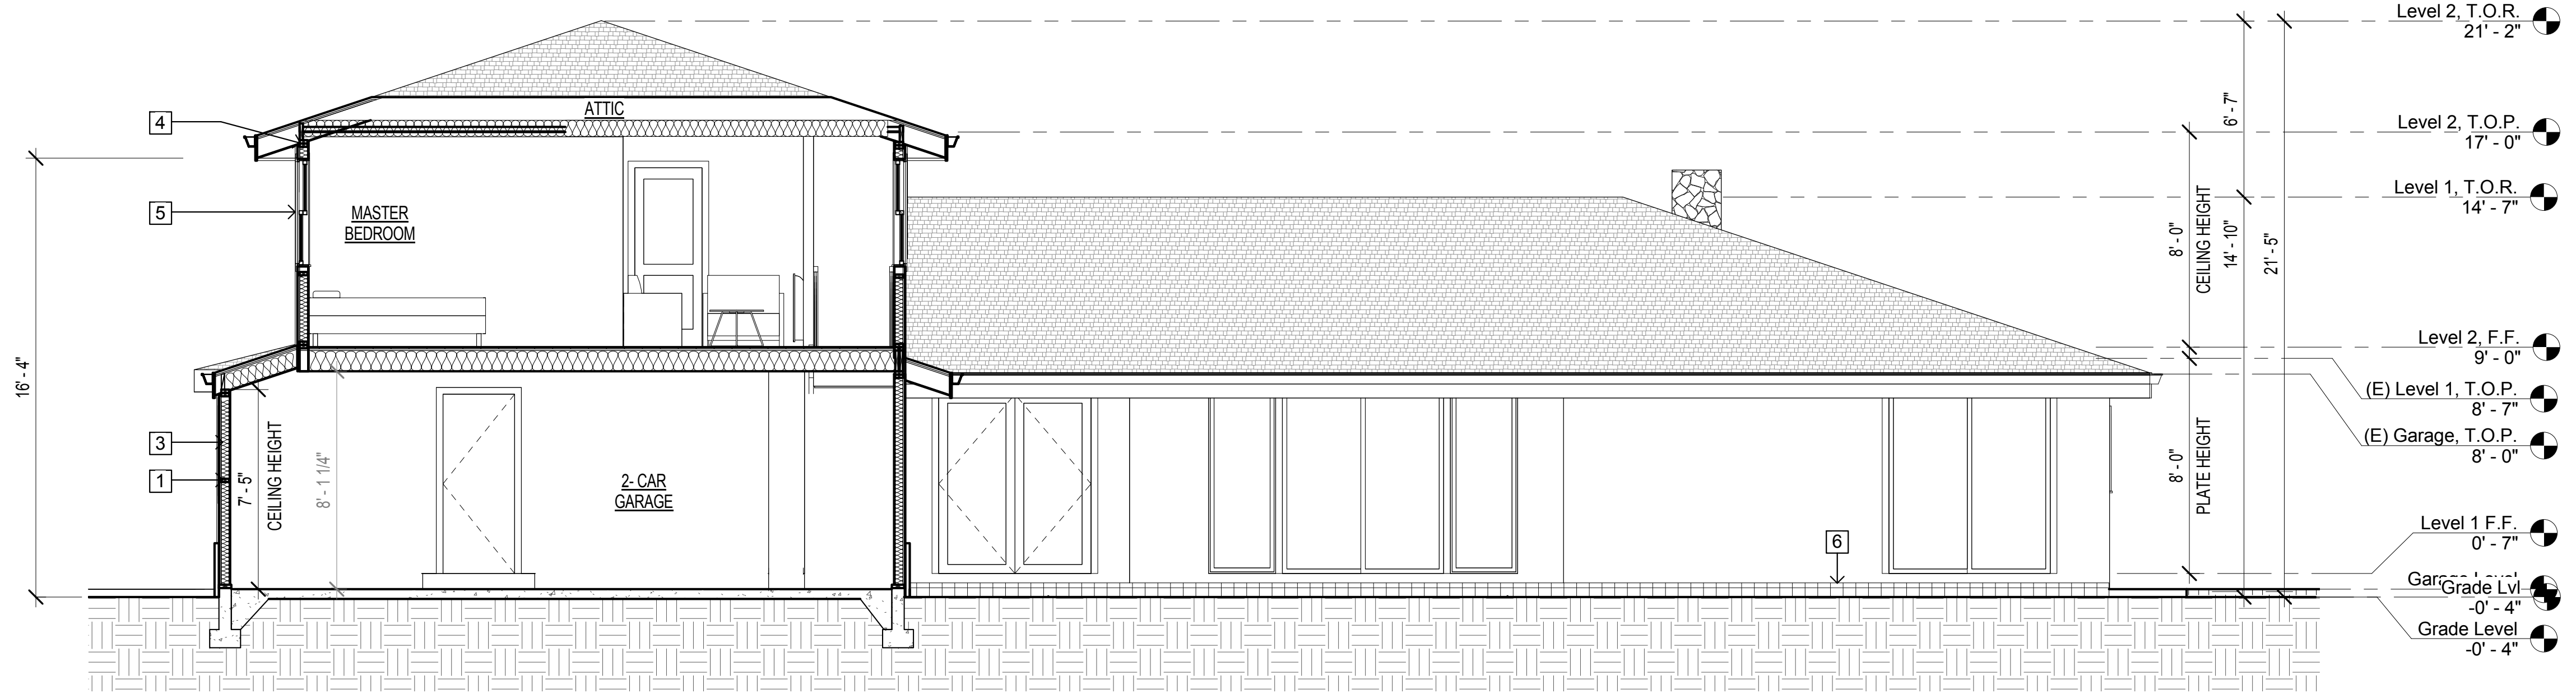 Level 2, T.O.R.
21' - 2"
ATTIC
4
6' - 7"
Level 2, T.O.P.
17' - 0"
MASTER
BEDROOM
5
8' - 0"
CEILING HEIGHT
14' - 10"
21' - 5"
Level 1, T.O.R.
14' - 7"
16' - 4"
Level 2, F.F.
9' - 0"
(E) Level 1, T.O.P.
8' - 7"
(E) Garage, T.O.P.
8' - 0"
3
1
7' - 5"
CEILING HEIGHT
8' - 1 1/4"
2- CAR
GARAGE
8' - 0"
PLATE HEIGHT
6
Level 1 F.F.
0' - 7"
Garage Level
Grade Lvl
-0' - 4"
Grade Level
-0' - 4"